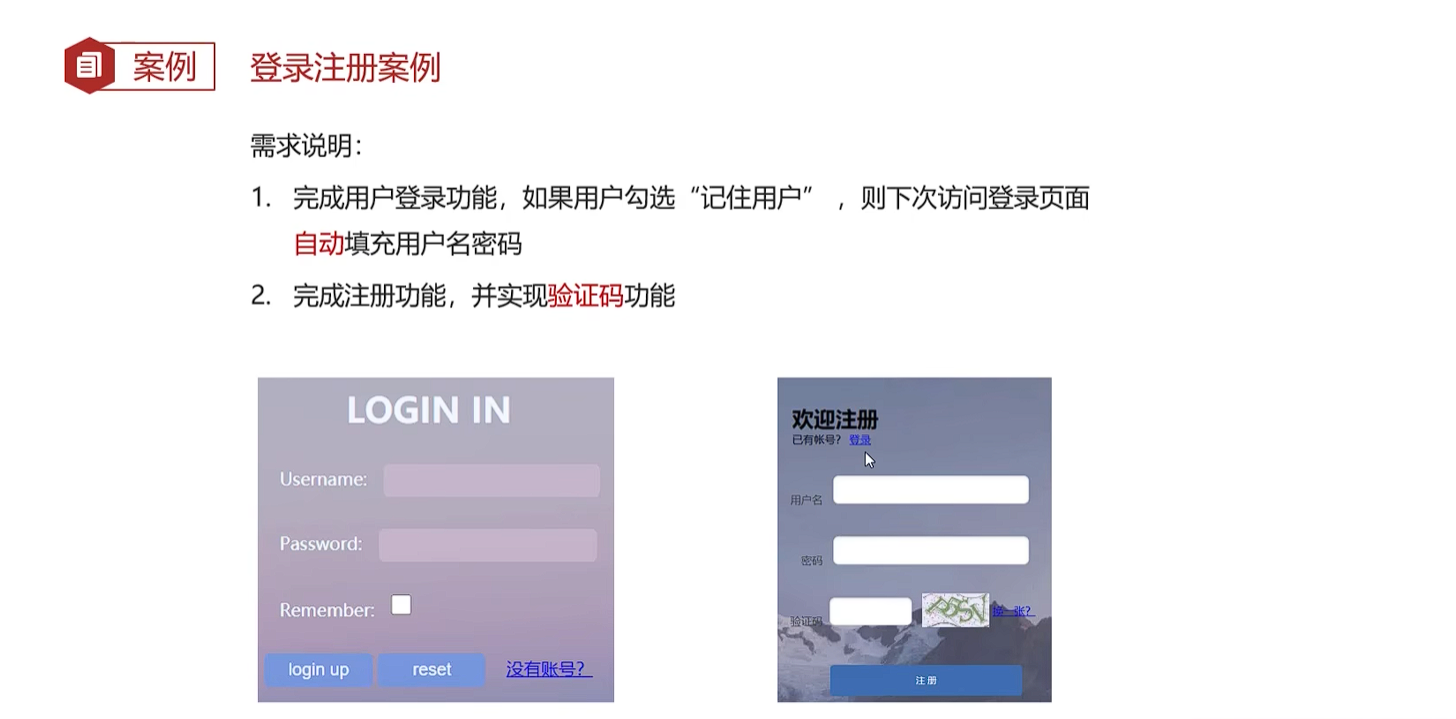 案例
登录注册案例
需求说明：
1. 完成用户登录功能，如果用户勾选“记住用户” ，则下次访问登录页面
自动填充用户名密码
2. 完成注册功能，并实现验证码功能
LOGIN IN
Username:
Password:
Remember:
login up
reset
没有账号？
欢迎注册
已有帐号？ 登录
用户名
密码
验证码
换一张？
注 册